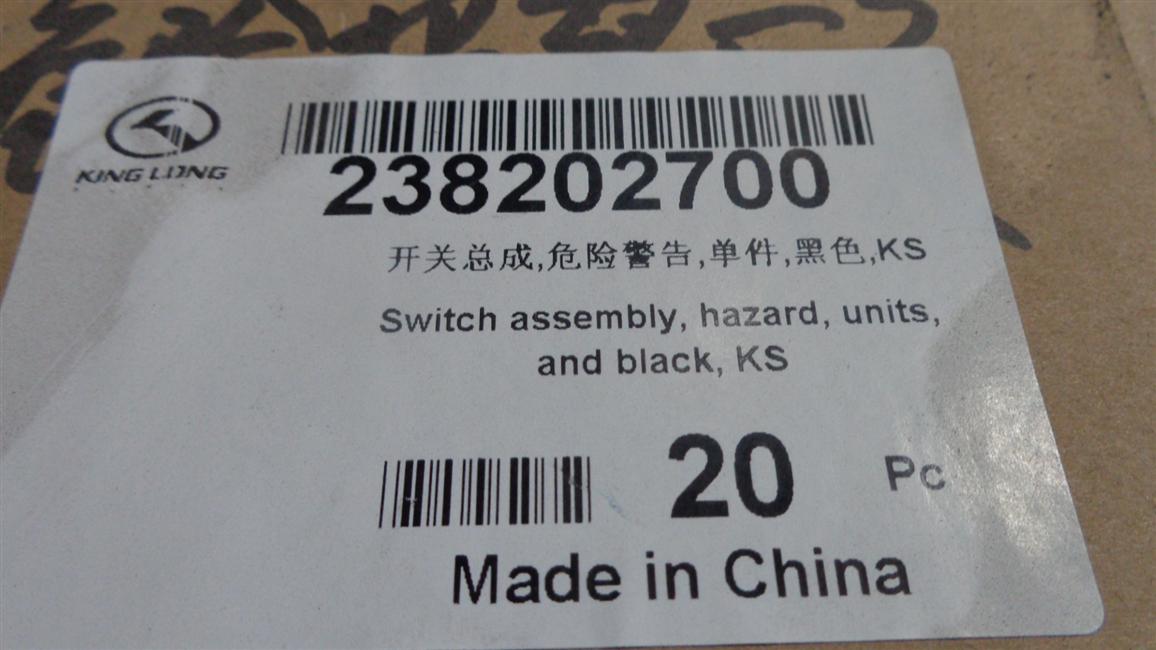 KING LONG
238202700
开关总成,危险警告,单件,黑色,KS
Switch assembly, hazard, units,
and black, KS
20 Pc
Made in China